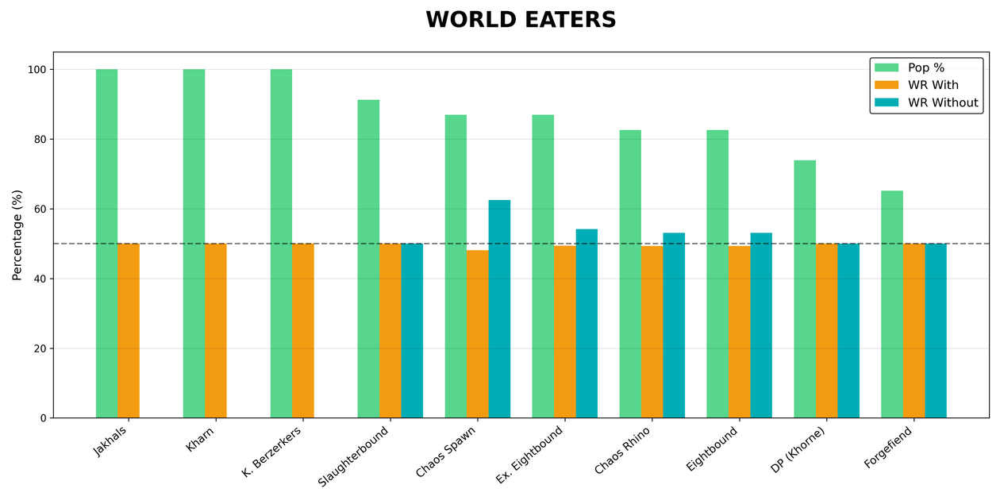 WORLD EATERS
Pop %
WR With
WR Without
Percentage (%)
100
80
60
40
20
0
Jakhals
Kharn
K. Berzerkers
Slaughterbound
Chaos Spawn
Ex. Eightbound
Chaos Rhino
Eightbound
DP (Khorne)
Forgefiend